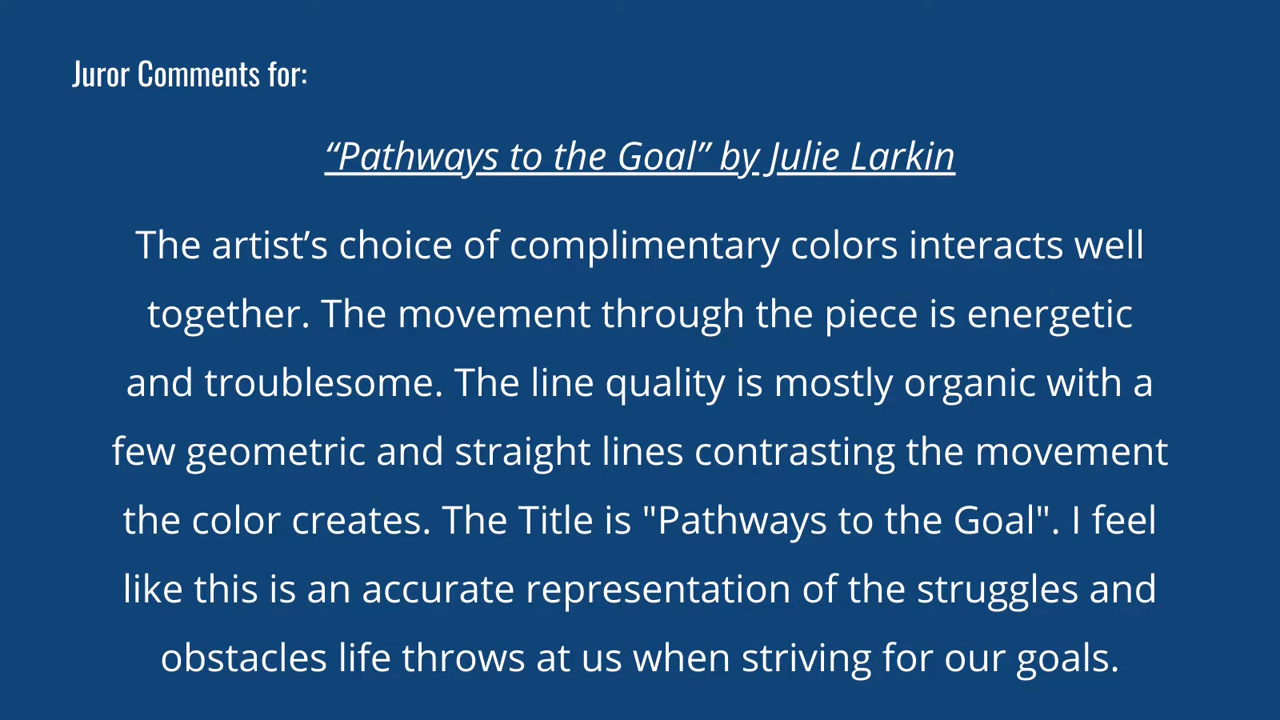 Juror Comments for:
“Pathways to the Goal” by Julie Larkin
The artist’s choice of complimentary colors interacts well
together. The movement through the piece is energetic
and troublesome. The line quality is mostly organic with a
few geometric and straight lines contrasting the movement
the color creates. The Title is "Pathways to the Goal". I feel
like this is an accurate representation of the struggles and
obstacles life throws at us when striving for our goals.